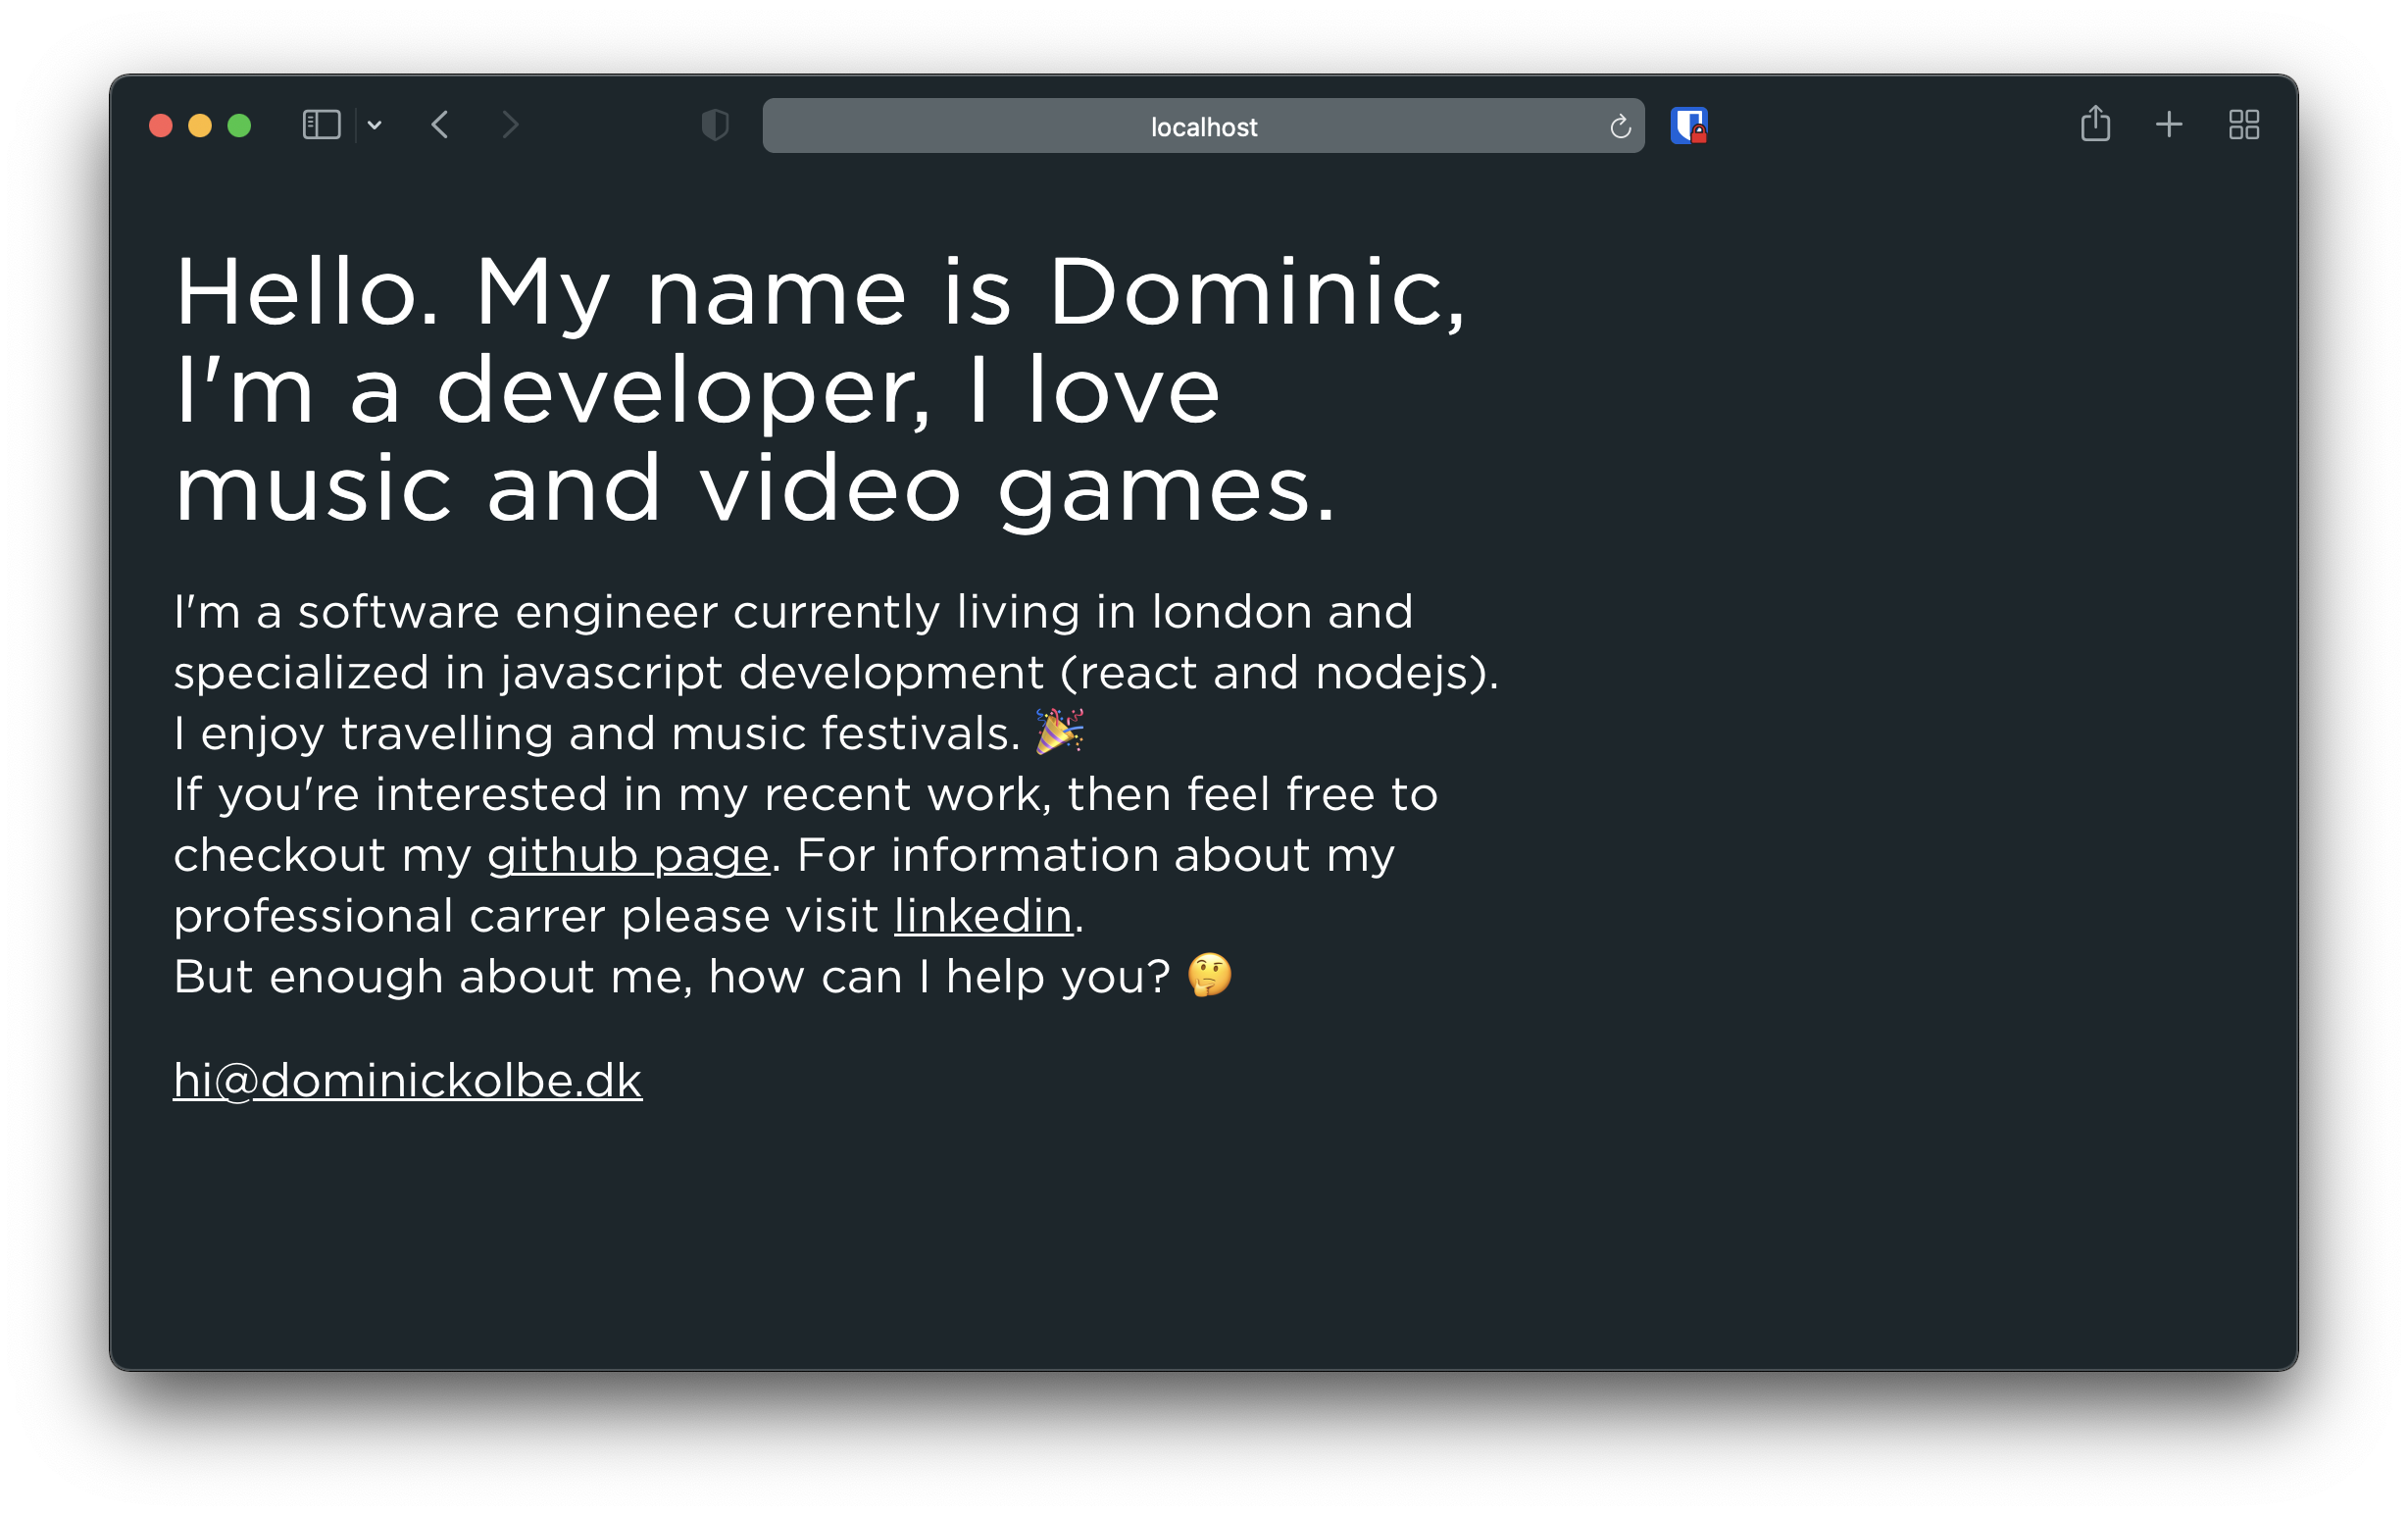 localhost
Hello. My name is Dominic,
I'm a developer, I love
music and video games.
I'm a software engineer currently living in london and
specialized in javascript development (react and nodejs).
I enjoy travelling and music festivals. 🎉
If you're interested in my recent work, then feel free to
checkout my github page. For information about my
professional carrer please visit linkedin.
But enough about me, how can I help you? 🤔
hi@dominickolbe.dk